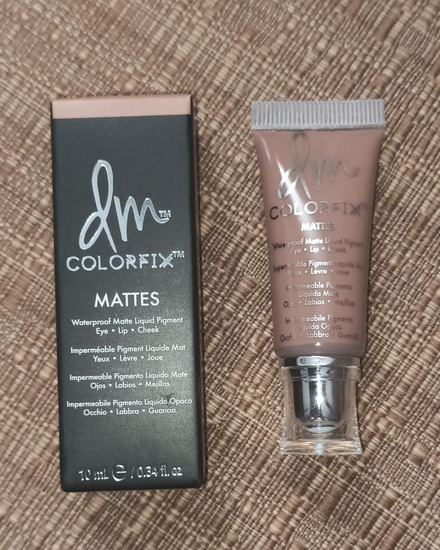 dm™
COLORFIX™
MATTES
Waterproof Matte Liquid Pigment
Eye • Lip • Cheek
Imperméable Pigment Liquide Mat
Yeux • Lèvre • Joue
Impermeable Pigmento Líquido Mate
Ojos • Labios • Mejillas
Impermeabile Pigmento Liquido Opaco
Occhio • Labbra • Guancia
10 mL ℮ / 0.34 fl. oz
dm
COLORFIX™
MATTES
Waterproof Matte Liquid Pigment
Eye • Lip • Cheek
Imperméable Pigment Liquide Mat
Yeux • Lèvre • Joue
Impermeable Pigmento
Líquido Mate
Ojos • Labios • Mejillas
Impermeabile Pigmento
Liquido Opaco
Occhio • Labbra • Guancia